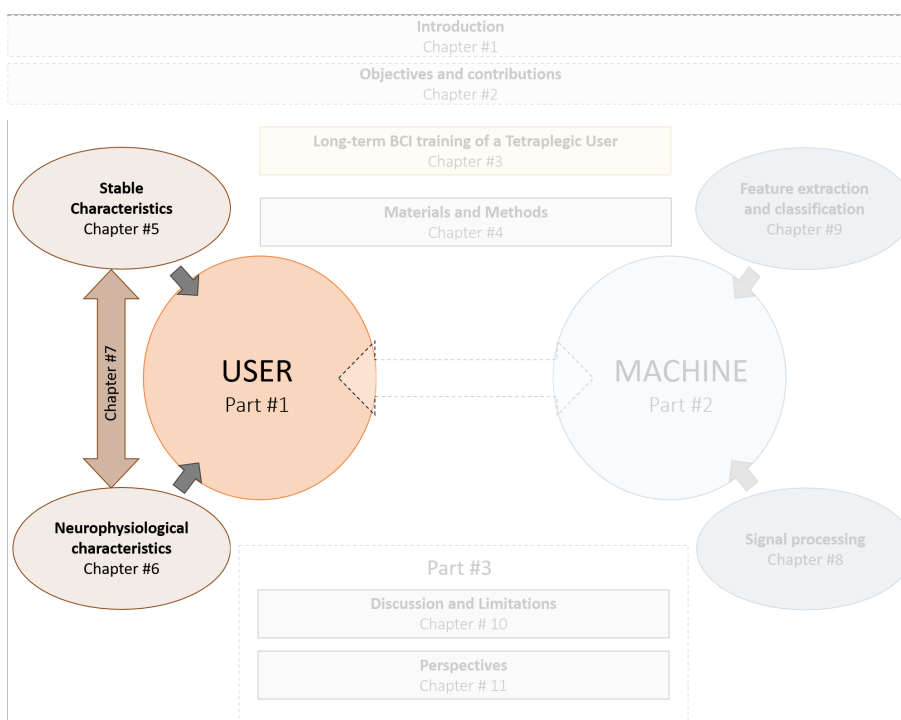 Introduction
Chapter #1
Objectives and contributions
Chapter #2
Long-term BCI training of a Tetraplegic User
Chapter #3
Materials and Methods
Chapter #4
Stable
Characteristics
Chapter #5
Feature extraction
and classification
Chapter #9
Chapter #7
USER
Part #1
MACHINE
Part #2
Neurophysiological
characteristics
Chapter #6
Signal processing
Chapter #8
Part #3
Discussion and Limitations
Chapter # 10
Perspectives
Chapter # 11